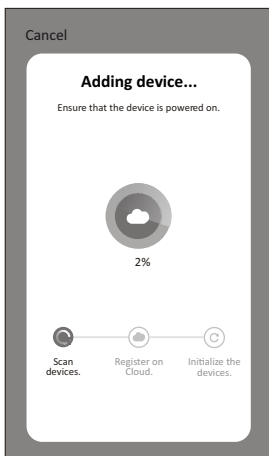 Cancel
Adding device...
Ensure that the device is powered on.
2%
Scan
devices.
Register on
Cloud.
Initialize the
devices.